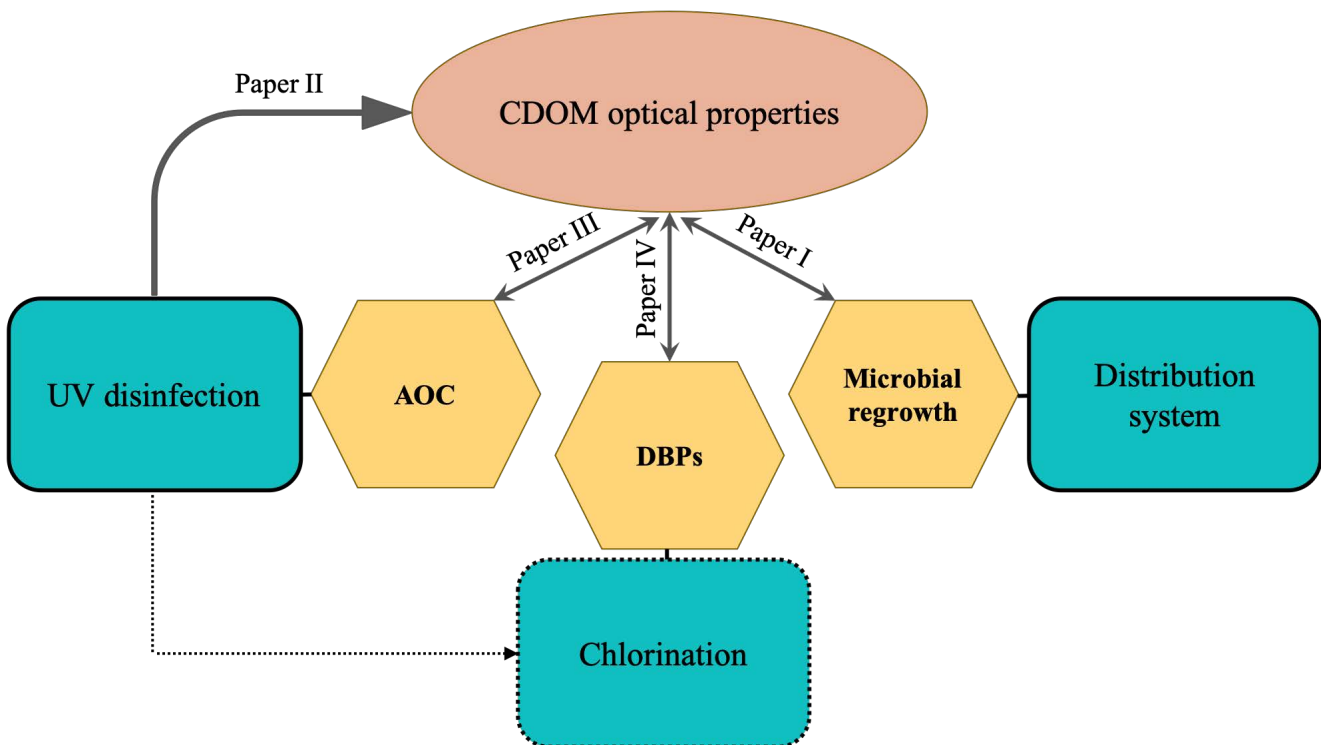 Paper II
CDOM optical properties
Paper III
Paper IV
Paper I
UV disinfection
AOC
DBPs
Microbial
regrowth
Distribution
system
Chlorination